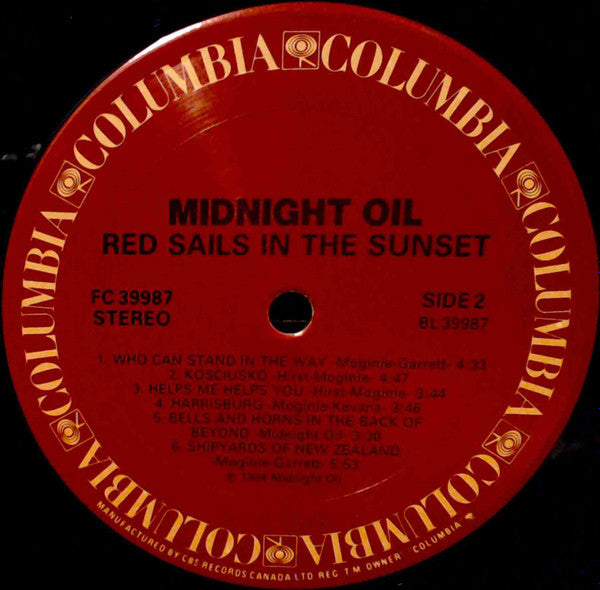 COLUMBIA COLUMBIA COLUMBIA COLUMBIA COLUMBIA COLUMBIA COLUMBIA COLUMBIA
MIDNIGHT OIL
RED SAILS IN THE SUNSET
FC 39987
STEREO
SIDE 2
BL 39987
1. WHO CAN STAND IN THE WAY -Moginie-Garrett- 4:33
2. KOSCIUSKO -Hirst-Moginie- 4:47
3. HELPS ME HELPS YOU -Hirst-Moginie- 3:44
4. HARRISBURG -Moginie-Kevans- 3:46
5. BELLS AND HORNS IN THE BACK OF
BEYOND -Midnight Oil- 3:30
6. SHIPYARDS OF NEW ZEALAND
Moginie-Garrett- 5:53
© 1984 Midnight Oil
MANUFACTURED BY CBS RECORDS CANADA LTD REG T M OWNER "COLUMBIA"